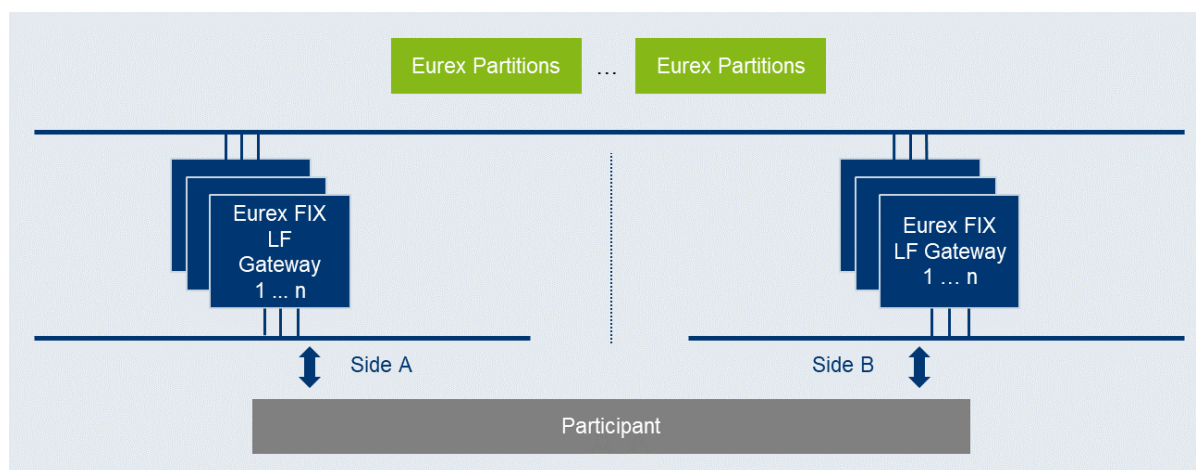 Eurex Partitions ... Eurex Partitions
Eurex FIX
LF
Gateway
1 ... n
Eurex FIX
LF Gateway
1 ... n
Side A
Side B
Participant